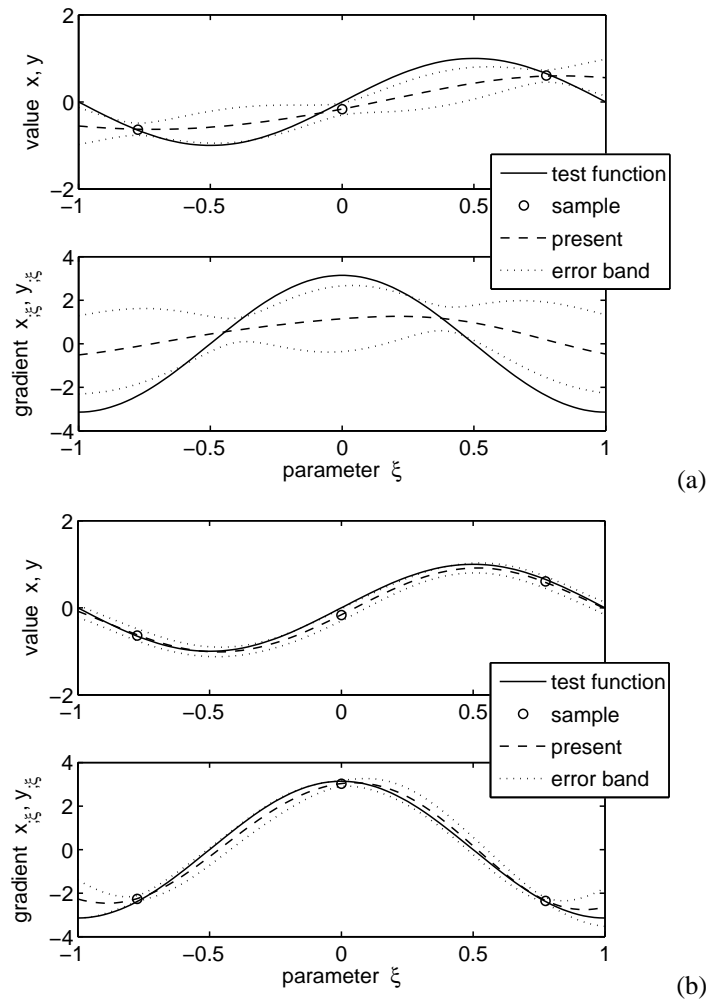 2
0
−2
value x, y
−1
−0.5
0
0.5
1
test function
sample
present
error band
4
2
0
−2
−4
gradient x;ξ, y;ξ
−1
−0.5
0
0.5
1
parameter ξ
(a)
2
0
−2
value x, y
−1
−0.5
0
0.5
1
test function
sample
present
error band
4
2
0
−2
−4
gradient x;ξ, y;ξ
−1
−0.5
0
0.5
1
parameter ξ
(b)